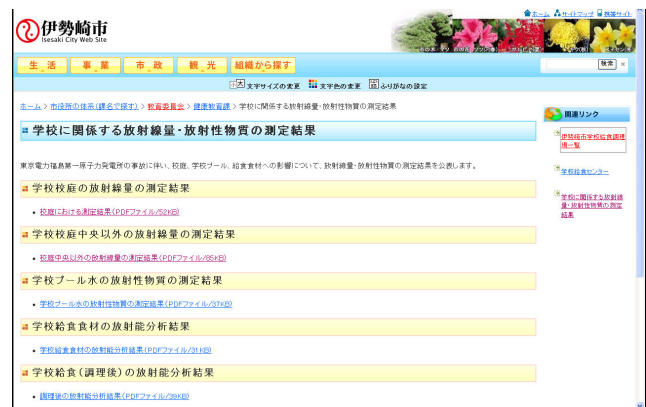 ホーム サイトマップ 携帯サイト
伊勢崎市
Isesaki City Web Site
生 活 事 業 市 政 観 光 組織から探す
検索
文字サイズの変更 文字色の変更 ふりがなの設定
ホーム > 市役所の体系(課名で探す) > 教育委員会 > 健康教育課 > 学校に関係する放射線量・放射性物質の測定結果
関連リンク
学校に関係する放射線量・放射性物質の測定結果
伊勢崎市学校給食調理
場一覧
東京電力福島第一原子力発電所の事故に伴い、校庭、学校プール、給食食材への影響について、放射線量・放射性物質の測定結果を公表します。
学校給食センター
学校校庭の放射線量の測定結果
学校に関係する放射線
量・放射性物質の測定
結果
校庭における測定結果(PDFファイル/52KB)
学校校庭中央以外の放射線量の測定結果
校庭中央以外の放射線量の測定結果(PDFファイル/65KB)
学校プール水の放射性物質の測定結果
学校プール水の放射性物質の測定結果(PDFファイル/37KB)
学校給食食材の放射能分析結果
学校給食食材の放射能分析結果(PDFファイル/31KB)
学校給食(調理後)の放射能分析結果
調理後の放射能分析結果(PDFファイル/39KB)